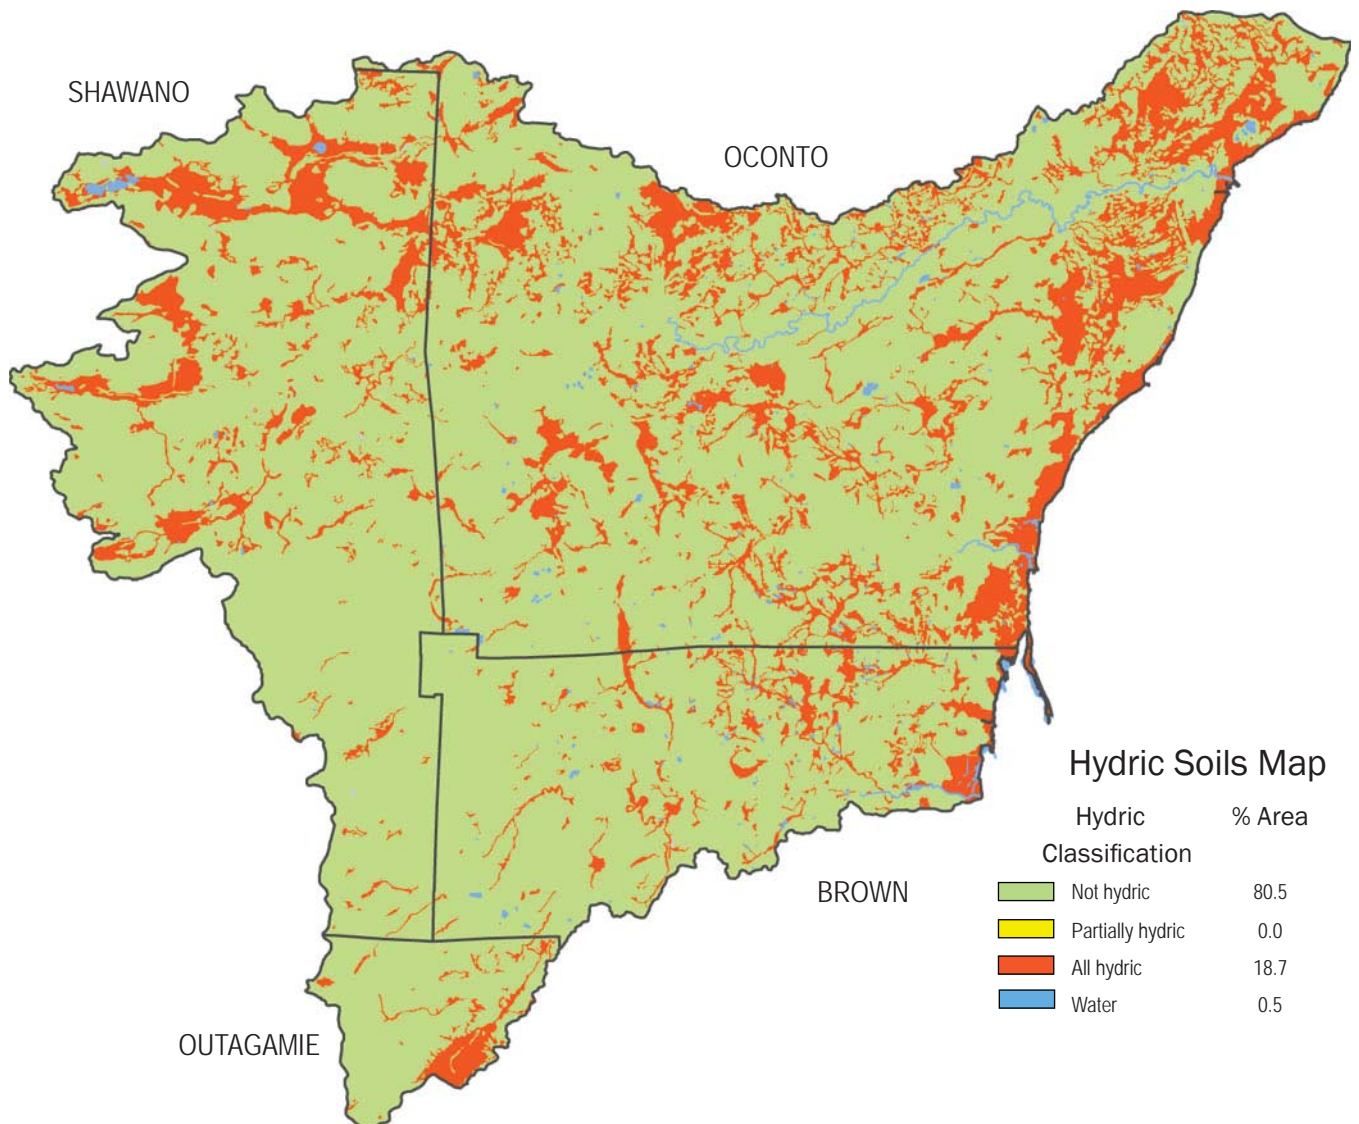 SHAWANO
OCONTO
Hydric Soils Map
Hydric % Area
Classification
BROWN
Not hydric 80.5
Partially hydric 0.0
All hydric 18.7
Water 0.5
OUTAGAMIE